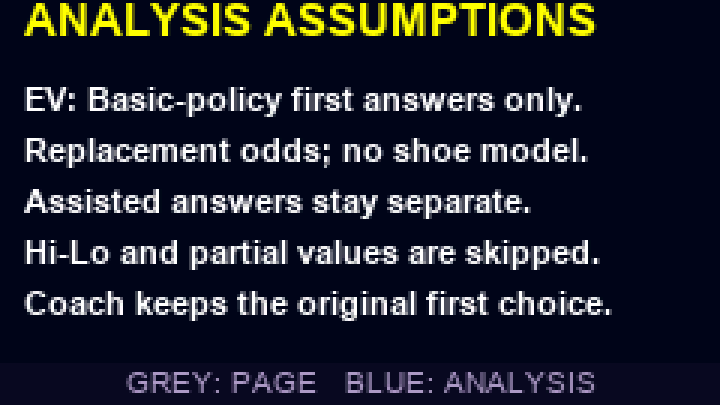 ANALYSIS ASSUMPTIONS
EV: Basic-policy first answers only.
Replacement odds; no shoe model.
Assisted answers stay separate.
Hi-Lo and partial values are skipped.
Coach keeps the original first choice.
GREY: PAGE BLUE: ANALYSIS